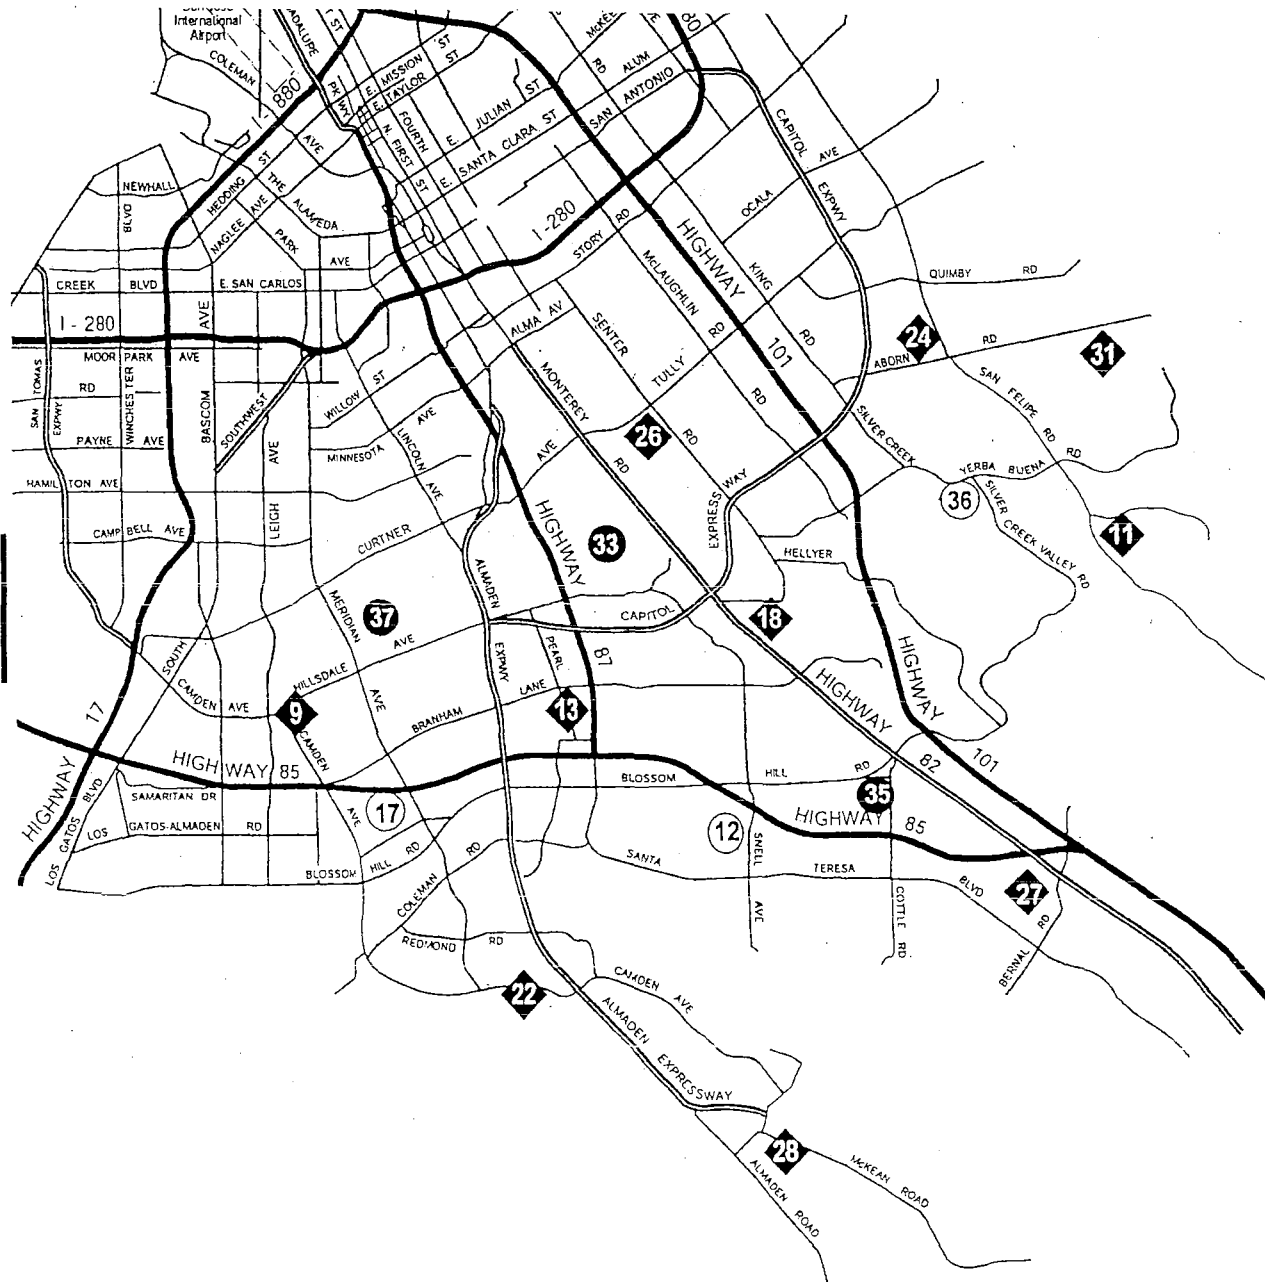 International
Airport
COLEMAN
AVE
880
PK WY
E. MISSION ST
E. TAYLOR ST
N. FIRST ST
FOURTH
E. JULIAN ST
E. SANTA CLARA ST
SAN ANTONIO
ALUM
RD
CAPITOL EXPWY
OCALA AVE
NEWHALL
HEDDING ST
THE ALAMEDA
NAGLEE AVE
PARK AVE
BLVD
I-280
STORY RD
HIGHWAY 101
McLAUGHLIN RD
KING RD
QUIMBY RD
CREEK BLVD
E. SAN CARLOS
I - 280
MOOR PARK AVE
SAN TOMAS EXPWY
RD
WINCHESTER
BASCOM AVE
SOUTHWEST
WILLOW ST
ALMA AV
SENTER RD
TULLY RD
MONTEREY RD
24
ABORN RD
31
SAN FELIPE RD
PAYNE AVE
MINNESOTA AVE
LINCOLN AVE
LEIGH AVE
26
SILVER CREEK
YERBA BUENA RD
36
SILVER CREEK VALLEY RD
11
HAMILTON AVE
CAMPBELL AVE
CURTNER AVE
HIGHWAY 87
33
EXPRESS WAY
HELLYER
ALMADEN EXPWY
37
MERIDIAN AVE
CAPITOL
18
PEARL
HILLSDALE AVE
SOUTH
CAMDEN AVE
9
BRANHAM LANE
13
HIGHWAY 82
HIGHWAY 101
HIGHWAY 17
HIGHWAY 85
CAMDEN AVE
BLOSSOM HILL RD
35
SAMARITAN DR
LOS GATOS BLVD
LOS GATOS-ALMADEN RD
17
12
HIGHWAY 85
BLOSSOM HILL RD
COLEMAN RD
SANTA TERESA BLVD
SNELL AVE
COTTLE RD
27
BERNAL RD
REDMOND RD
22
CAMDEN AVE
ALMADEN EXPRESSWAY
28
McKEAN ROAD
ALMADEN ROAD